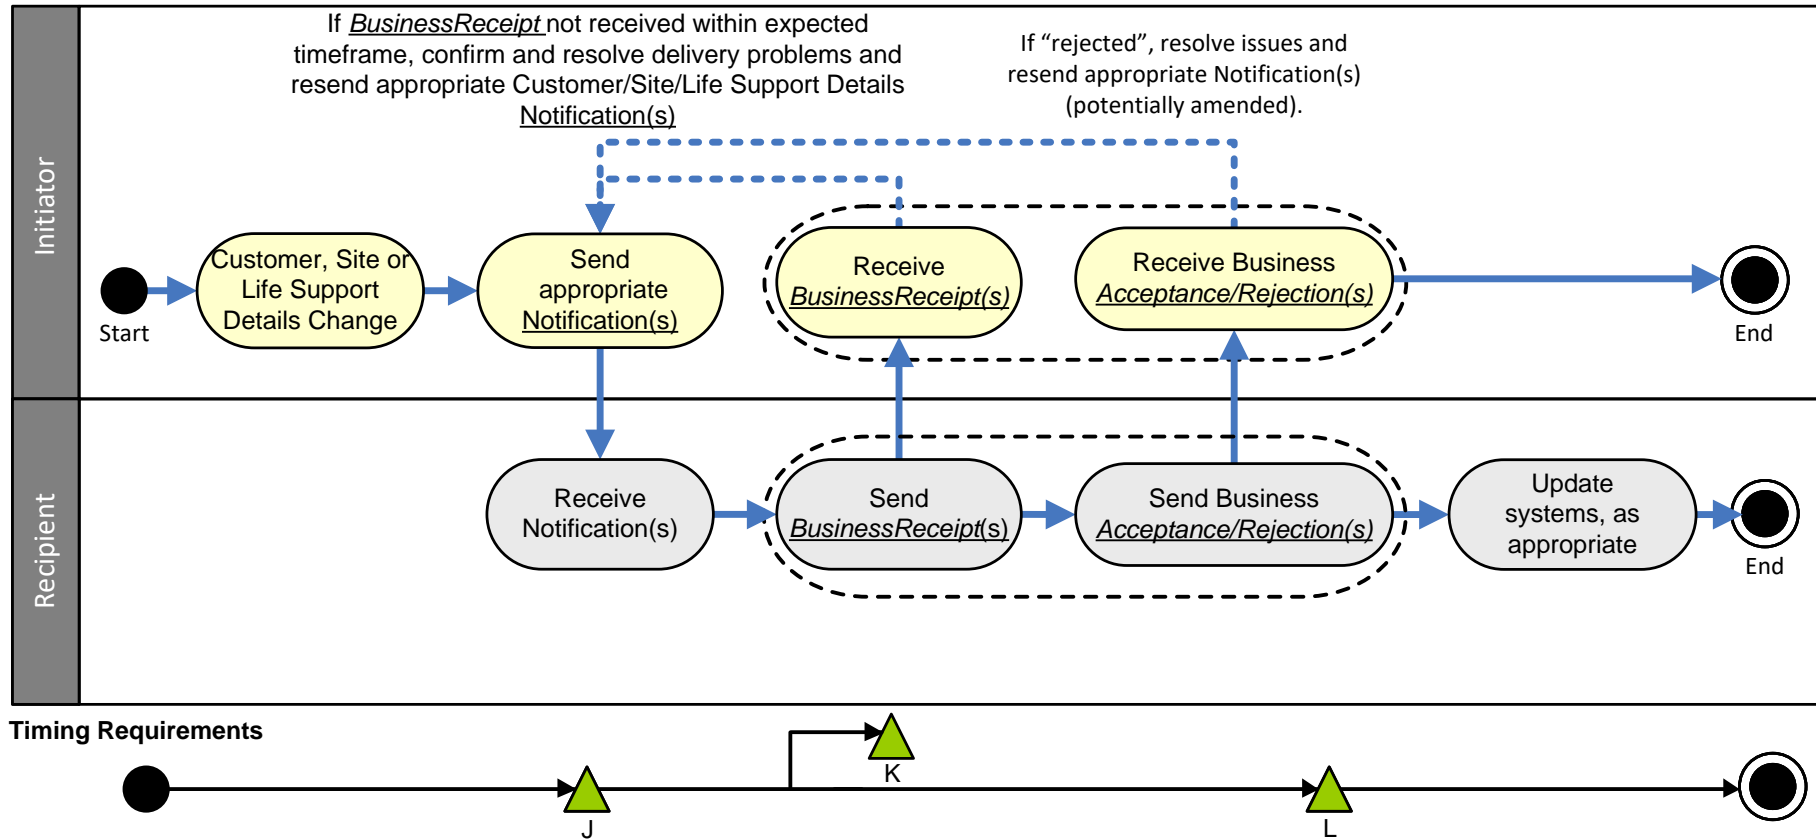 If BusinessReceipt not received within expected
timeframe, confirm and resolve delivery problems and
resend appropriate Customer/Site/Life Support Details
Notification(s)
If “rejected”, resolve issues and
resend appropriate Notification(s)
(potentially amended).
Initiator
Start
Customer, Site or
Life Support
Details Change
Send
appropriate
Notification(s)
Receive
BusinessReceipt(s)
Receive Business
Acceptance/Rejection(s)
End
Recipient
Receive
Notification(s)
Send
BusinessReceipt(s)
Send Business
Acceptance/Rejection(s)
Update
systems, as
appropriate
End
Timing Requirements
J
K
L